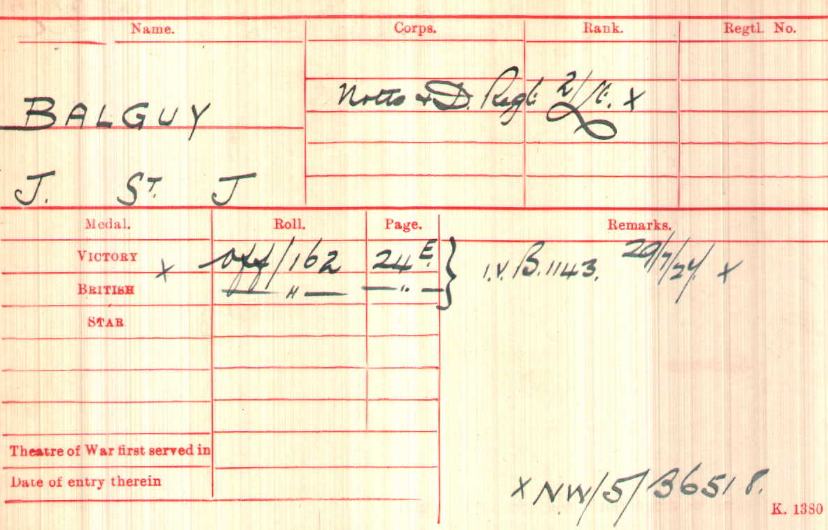 Name. Corps. Rank. Regtl. No.
BALGUY Notts & D. Regt 2/Lt. X
J. ST. J
Medal. Roll. Page. Remarks.
VICTORY X Off/162 24E. } I.V. B.1143. 29/7/24 X
BRITISH — " — — " —
STAR
Theatre of War first served in
Date of entry therein
X NW/5/36518.
K. 1380